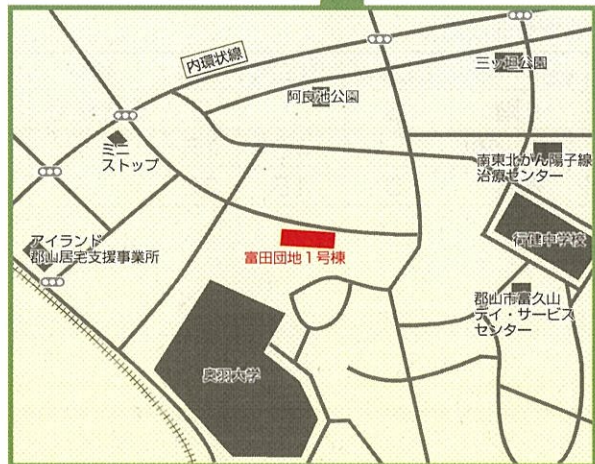 内環状線
三ッ坦公園
阿良池公園
ミニ
ストップ
南東北がん陽子線
治療センター
行健中学校
アイランド
郡山居宅支援事業所
富田団地1号棟
郡山市富久山
デイ・サービス
センター
奥羽大学